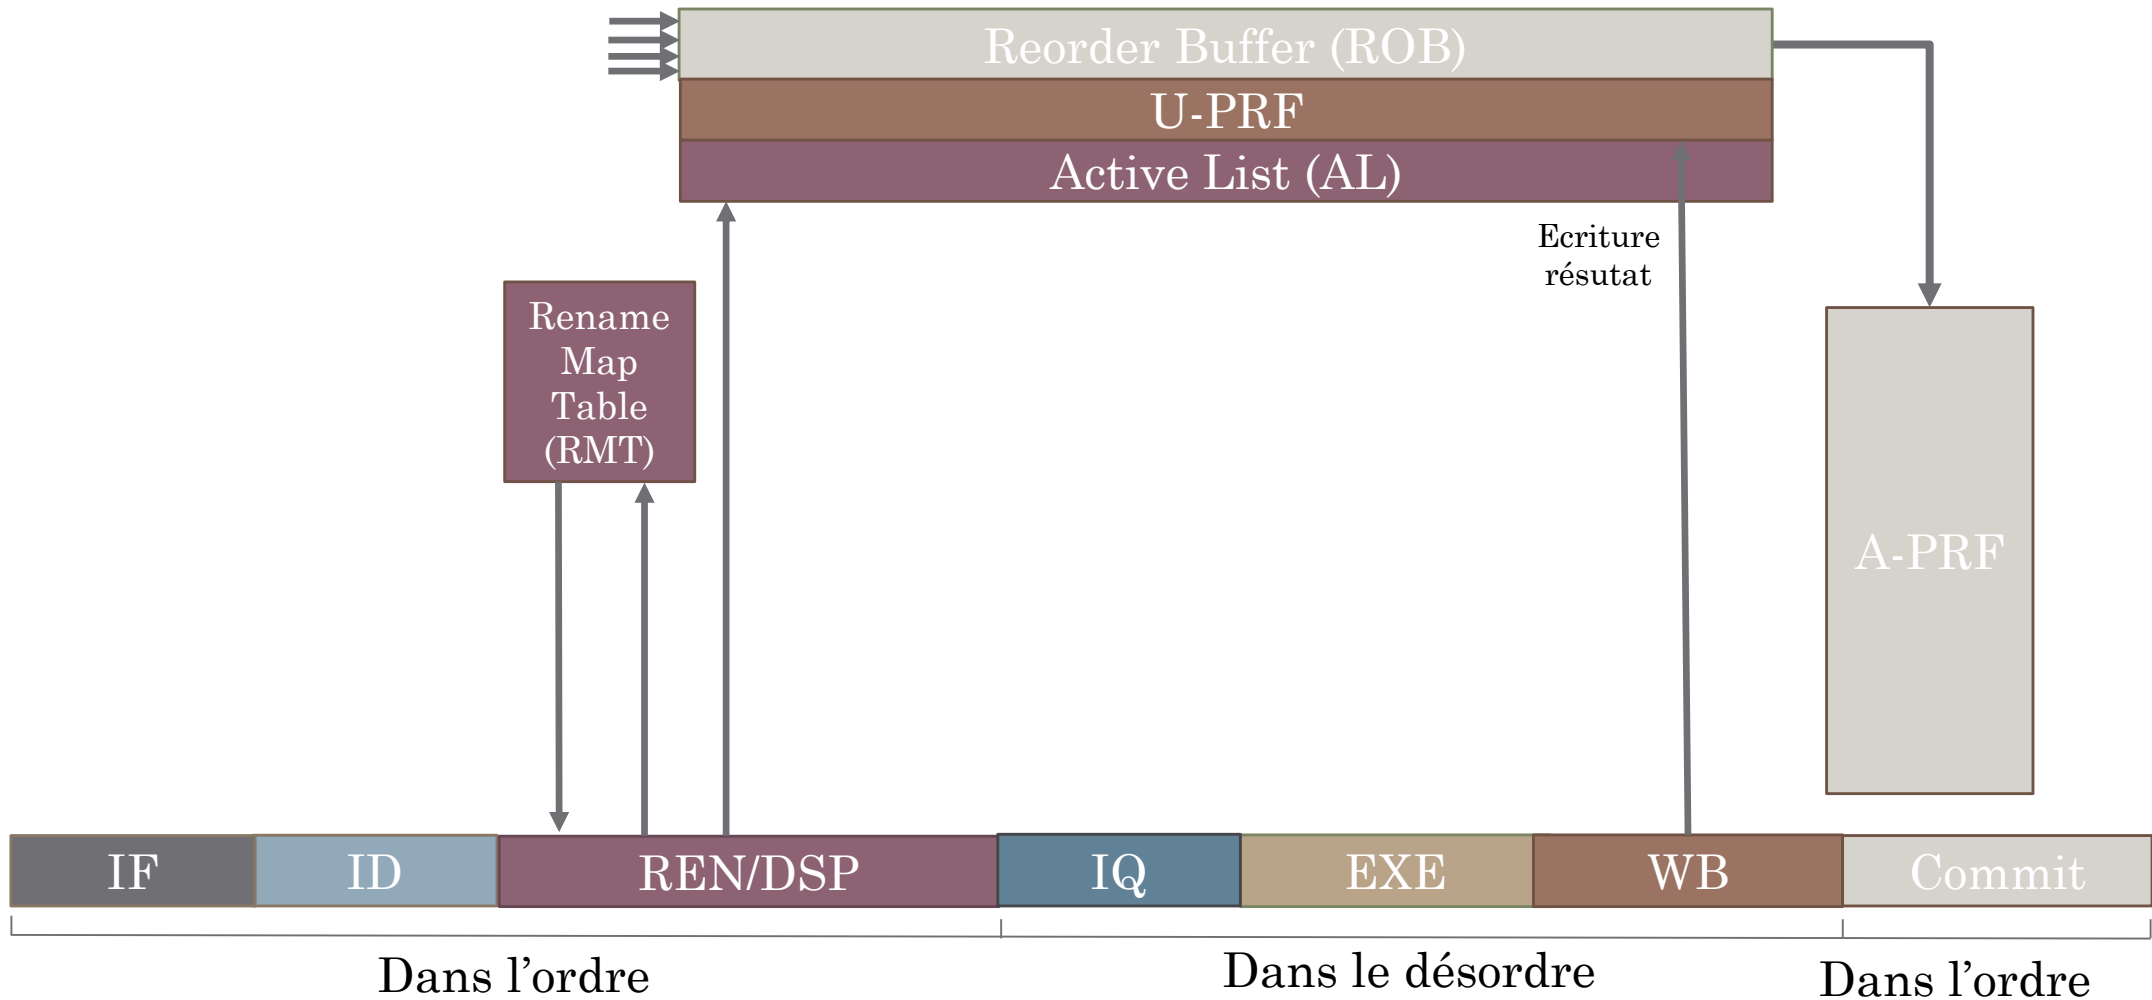 Reorder Buffer (ROB)
U-PRF
Active List (AL)
Ecriture
résutat
Rename
Map
Table
(RMT)
A-PRF
IF
ID
REN/DSP
IQ
EXE
WB
Commit
Dans l’ordre
Dans le désordre
Dans l’ordre